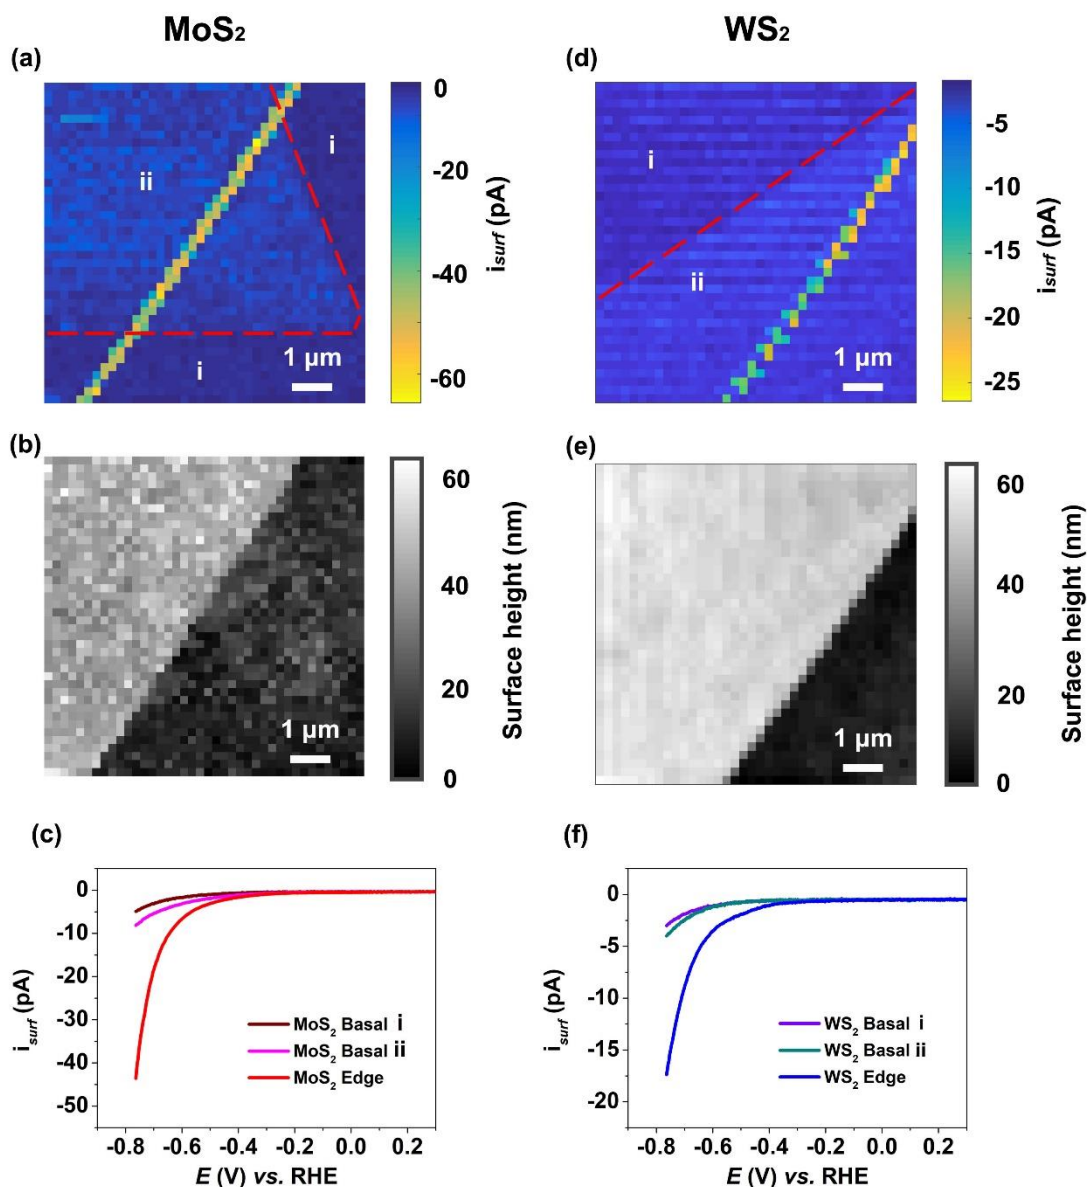 MoS2
WS2
(a)
i
ii
i
1 µm
0
-20
-40
-60
isurf (pA)
(d)
i
ii
1 µm
-5
-10
-15
-20
-25
isurf (pA)
(b)
1 µm
60
40
20
0
Surface height (nm)
(e)
1 µm
60
40
20
0
Surface height (nm)
(c)
0
-10
-20
-30
-40
-50
isurf (pA)
MoS2 Basal i
MoS2 Basal ii
MoS2 Edge
-0.8 -0.6 -0.4 -0.2 0.0 0.2
E (V) vs. RHE
(f)
0
-5
-10
-15
-20
isurf (pA)
WS2 Basal i
WS2 Basal ii
WS2 Edge
-0.8 -0.6 -0.4 -0.2 0.0 0.2
E (V) vs. RHE